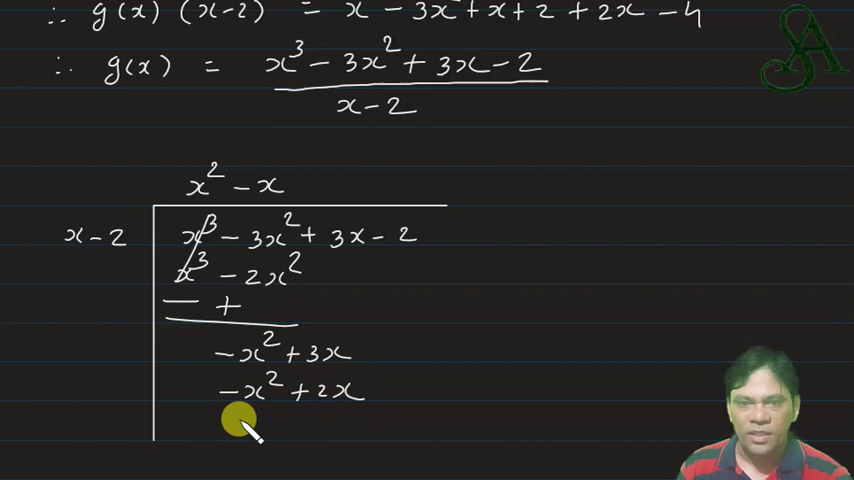 ∴ g(x) (x-2) = x³ - 3x² + x + 2 + 2x - 4
∴ g(x) = x³ - 3x² + 3x - 2
x - 2
x² - x
x - 2
x³ - 3x² + 3x - 2
x³ - 2x²
— +
-x² + 3x
-x² + 2x